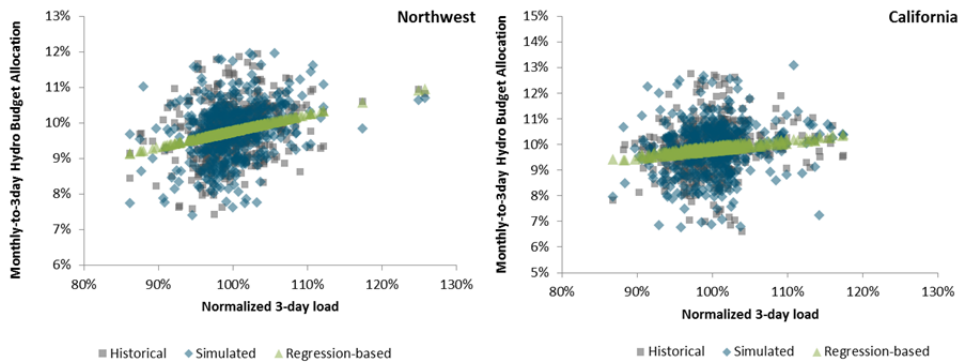 Northwest
Monthly-to-3day Hydro Budget Allocation
13%
12%
11%
10%
9%
8%
7%
6%
80%
90%
100%
110%
120%
130%
Normalized 3-day load
Historical
Simulated
Regression-based
California
Monthly-to-3day Hydro Budget Allocation
15%
14%
13%
12%
11%
10%
9%
8%
7%
6%
5%
80%
90%
100%
110%
120%
130%
Normalized 3-day load
Historical
Simulated
Regression-based